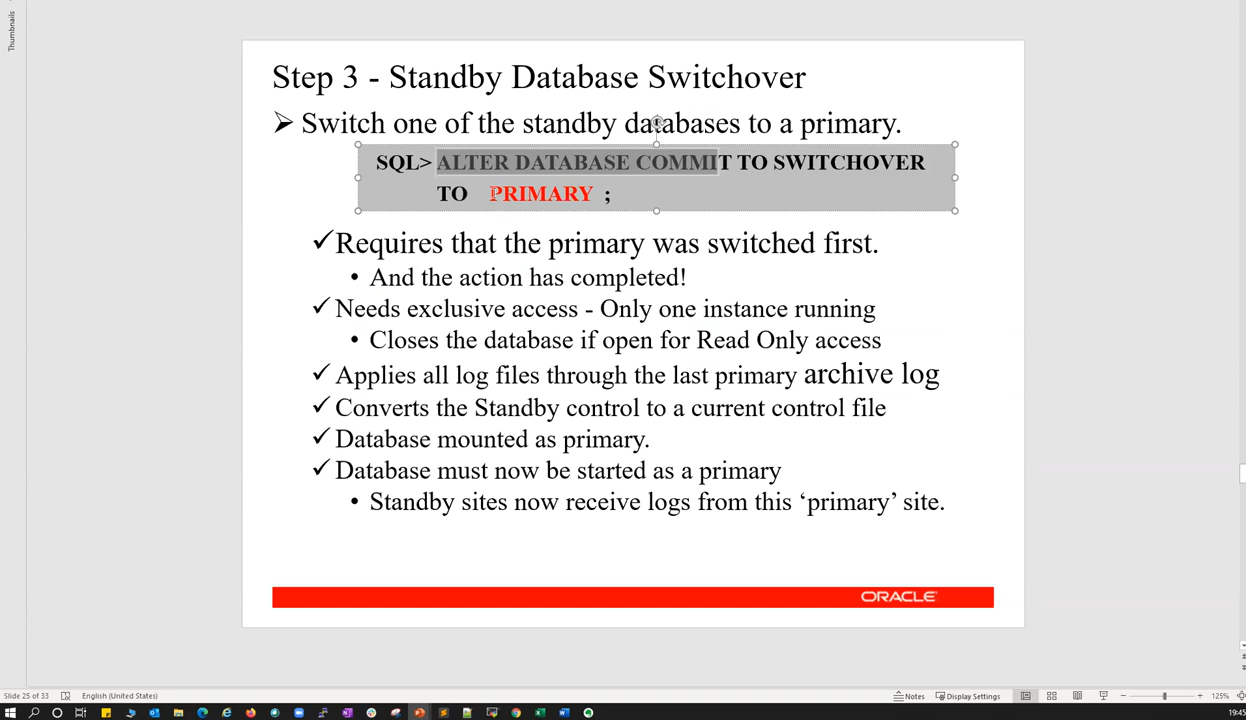 Thumbnails
Step 3 - Standby Database Switchover
Switch one of the standby databases to a primary.
SQL> ALTER DATABASE COMMIT TO SWITCHOVER
TO PRIMARY ;
Requires that the primary was switched first.
• And the action has completed!
Needs exclusive access - Only one instance running
• Closes the database if open for Read Only access
Applies all log files through the last primary archive log
Converts the Standby control to a current control file
Database mounted as primary.
Database must now be started as a primary
• Standby sites now receive logs from this ‘primary’ site.
ORACLE
Slide 25 of 33 English (United States) Notes Display Settings 125%
19:45